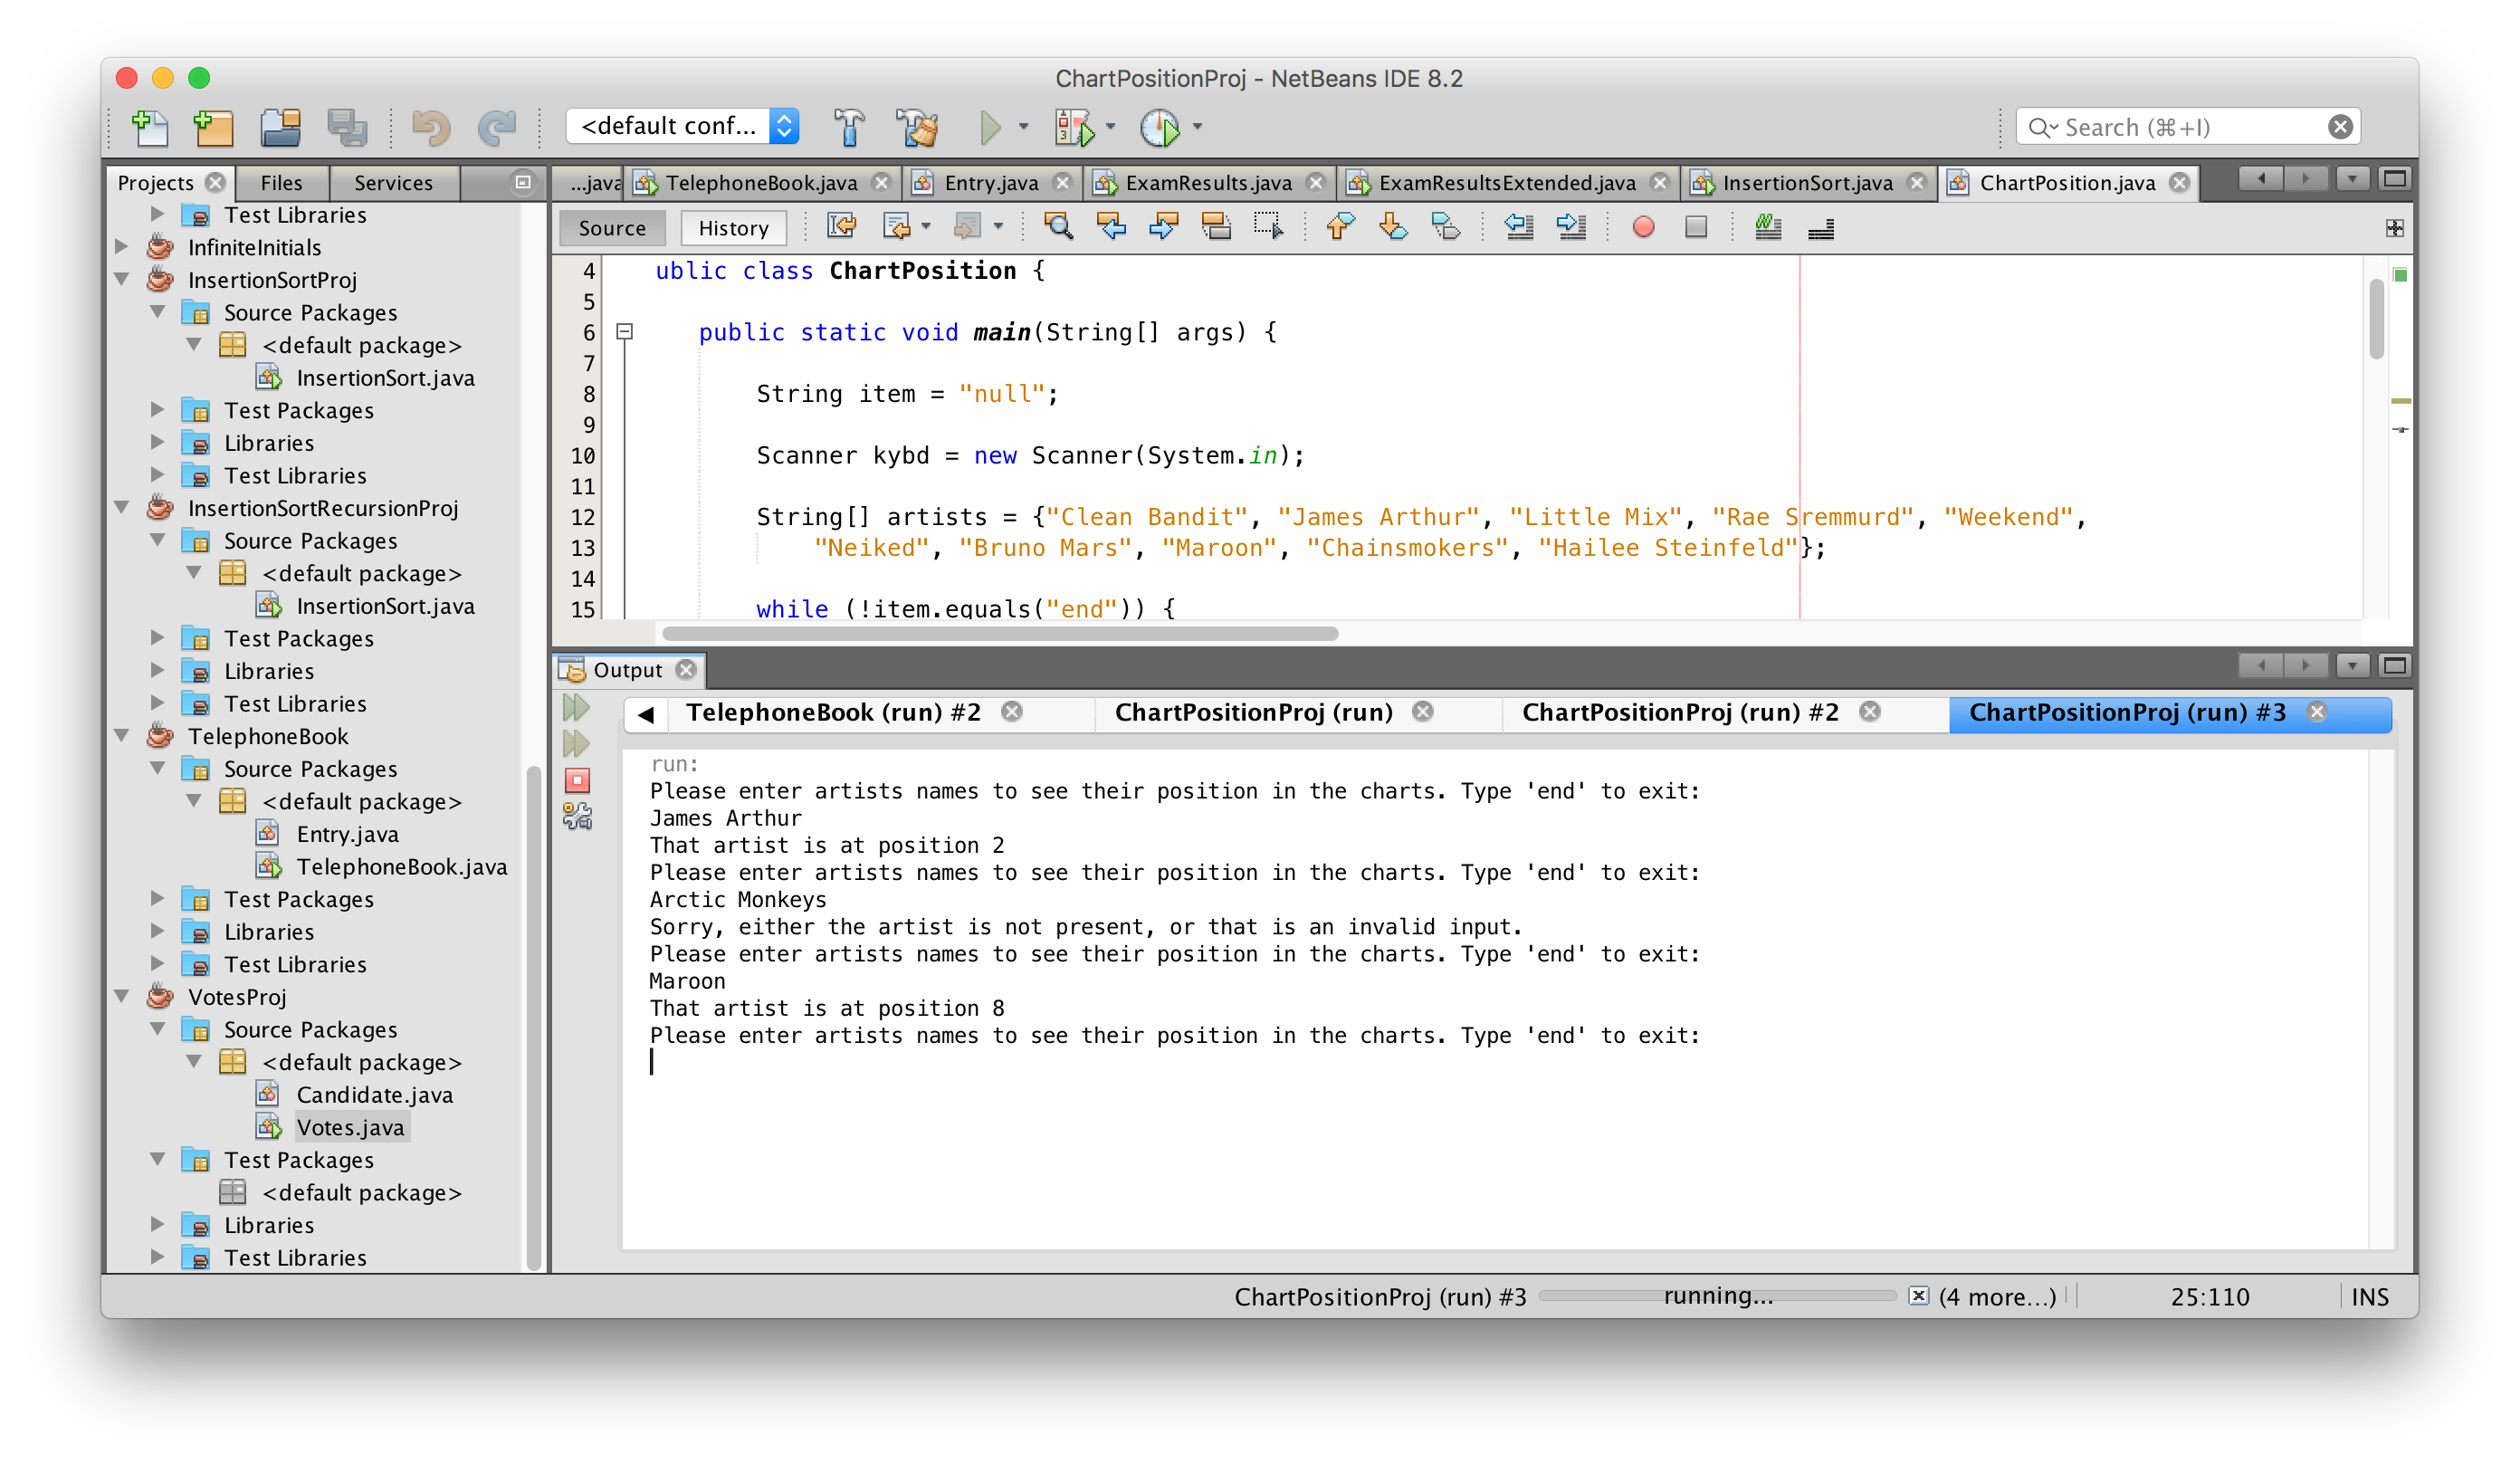 ChartPositionProj - NetBeans IDE 8.2
<default conf...
Search (⌘+I)
Projects
Files
Services
...java
TelephoneBook.java
Entry.java
ExamResults.java
ExamResultsExtended.java
InsertionSort.java
ChartPosition.java
Test Libraries
InfiniteInitials
InsertionSortProj
Source Packages
<default package>
InsertionSort.java
Test Packages
Libraries
Test Libraries
InsertionSortRecursionProj
Source Packages
<default package>
InsertionSort.java
Test Packages
Libraries
Test Libraries
TelephoneBook
Source Packages
<default package>
Entry.java
TelephoneBook.java
Test Packages
Libraries
Test Libraries
VotesProj
Source Packages
<default package>
Candidate.java
Votes.java
Test Packages
<default package>
Libraries
Test Libraries
Source
History
4 ublic class ChartPosition {
5
6 public static void main(String[] args) {
7
8 String item = "null";
9
10 Scanner kybd = new Scanner(System.in);
11
12 String[] artists = {"Clean Bandit", "James Arthur", "Little Mix", "Rae Sremmurd", "Weekend",
13 "Neiked", "Bruno Mars", "Maroon", "Chainsmokers", "Hailee Steinfeld"};
14
15 while (!item.equals("end")) {
Output
TelephoneBook (run) #2
ChartPositionProj (run)
ChartPositionProj (run) #2
ChartPositionProj (run) #3
run:
Please enter artists names to see their position in the charts. Type 'end' to exit:
James Arthur
That artist is at position 2
Please enter artists names to see their position in the charts. Type 'end' to exit:
Arctic Monkeys
Sorry, either the artist is not present, or that is an invalid input.
Please enter artists names to see their position in the charts. Type 'end' to exit:
Maroon
That artist is at position 8
Please enter artists names to see their position in the charts. Type 'end' to exit:
ChartPositionProj (run) #3
running...
(4 more...)
25:110
INS